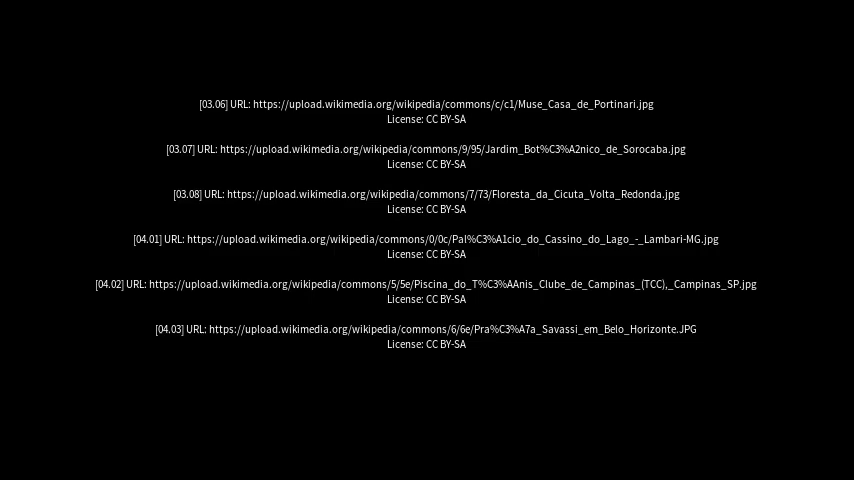 [03.06] URL: https://upload.wikimedia.org/wikipedia/commons/c/c1/Muse_Casa_de_Portinari.jpg
License: CC BY-SA
[03.07] URL: https://upload.wikimedia.org/wikipedia/commons/9/95/Jardim_Bot%C3%A2nico_de_Sorocaba.jpg
License: CC BY-SA
[03.08] URL: https://upload.wikimedia.org/wikipedia/commons/7/73/Floresta_da_Cicuta_Volta_Redonda.jpg
License: CC BY-SA
[04.01] URL: https://upload.wikimedia.org/wikipedia/commons/0/0c/Pal%C3%A1cio_do_Cassino_do_Lago_-_Lambari-MG.jpg
License: CC BY-SA
[04.02] URL: https://upload.wikimedia.org/wikipedia/commons/5/5e/Piscina_do_T%C3%AAnis_Clube_de_Campinas_(TCC),_Campinas_SP.jpg
License: CC BY-SA
[04.03] URL: https://upload.wikimedia.org/wikipedia/commons/6/6e/Pra%C3%A7a_Savassi_em_Belo_Horizonte.JPG
License: CC BY-SA